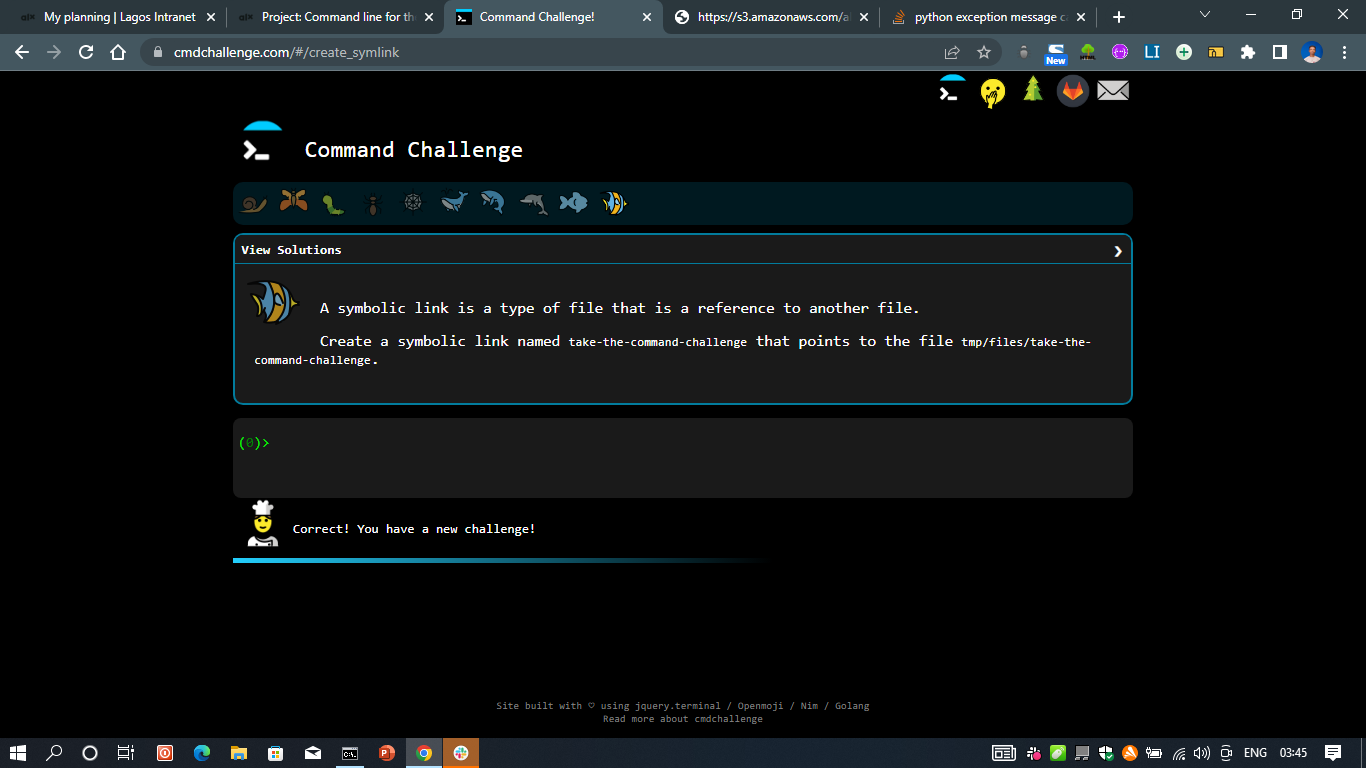 My planning | Lagos Intranet
Project: Command line for th
Command Challenge!
https://s3.amazonaws.com/al
python exception message ca
cmdchallenge.com/#/create_symlink
New
LI
Command Challenge
View Solutions
A symbolic link is a type of file that is a reference to another file.
Create a symbolic link named take-the-command-challenge that points to the file tmp/files/take-the-
command-challenge.
(0)>
Correct! You have a new challenge!
Site built with ♡ using jquery.terminal / Openmoji / Nim / Golang
Read more about cmdchallenge
ENG
03:45